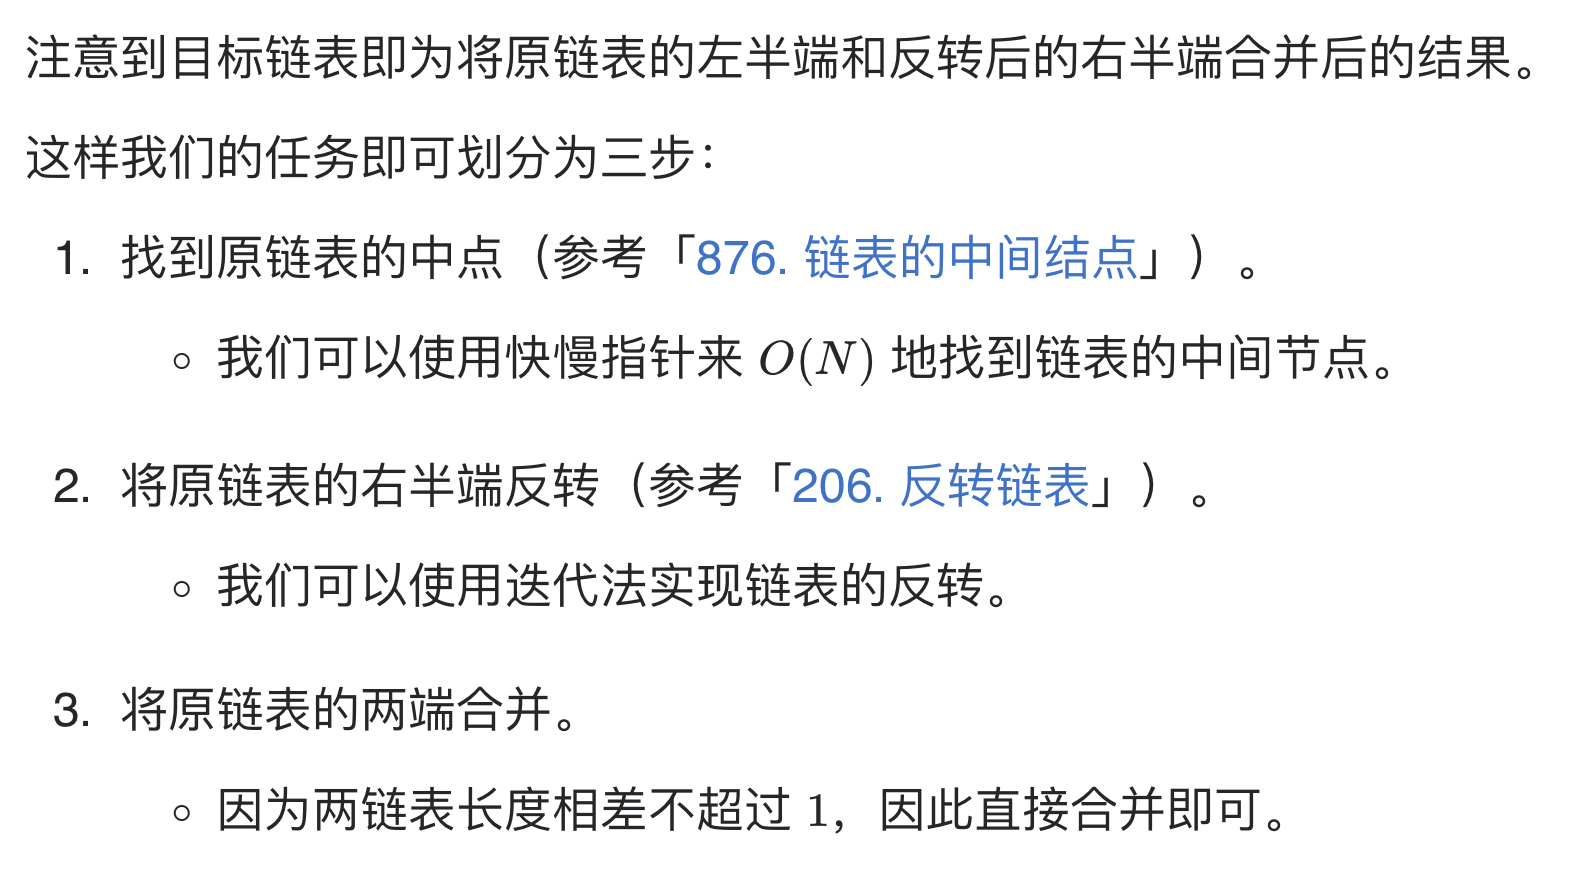 注意到目标链表即为将原链表的左半端和反转后的右半端合并后的结果。
这样我们的任务即可划分为三步：
1. 找到原链表的中点（参考「876. 链表的中间结点」）。
我们可以使用快慢指针来 O(N) 地找到链表的中间节点。
2. 将原链表的右半端反转（参考「206. 反转链表」）。
我们可以使用迭代法实现链表的反转。
3. 将原链表的两端合并。
因为两链表长度相差不超过 1，因此直接合并即可。